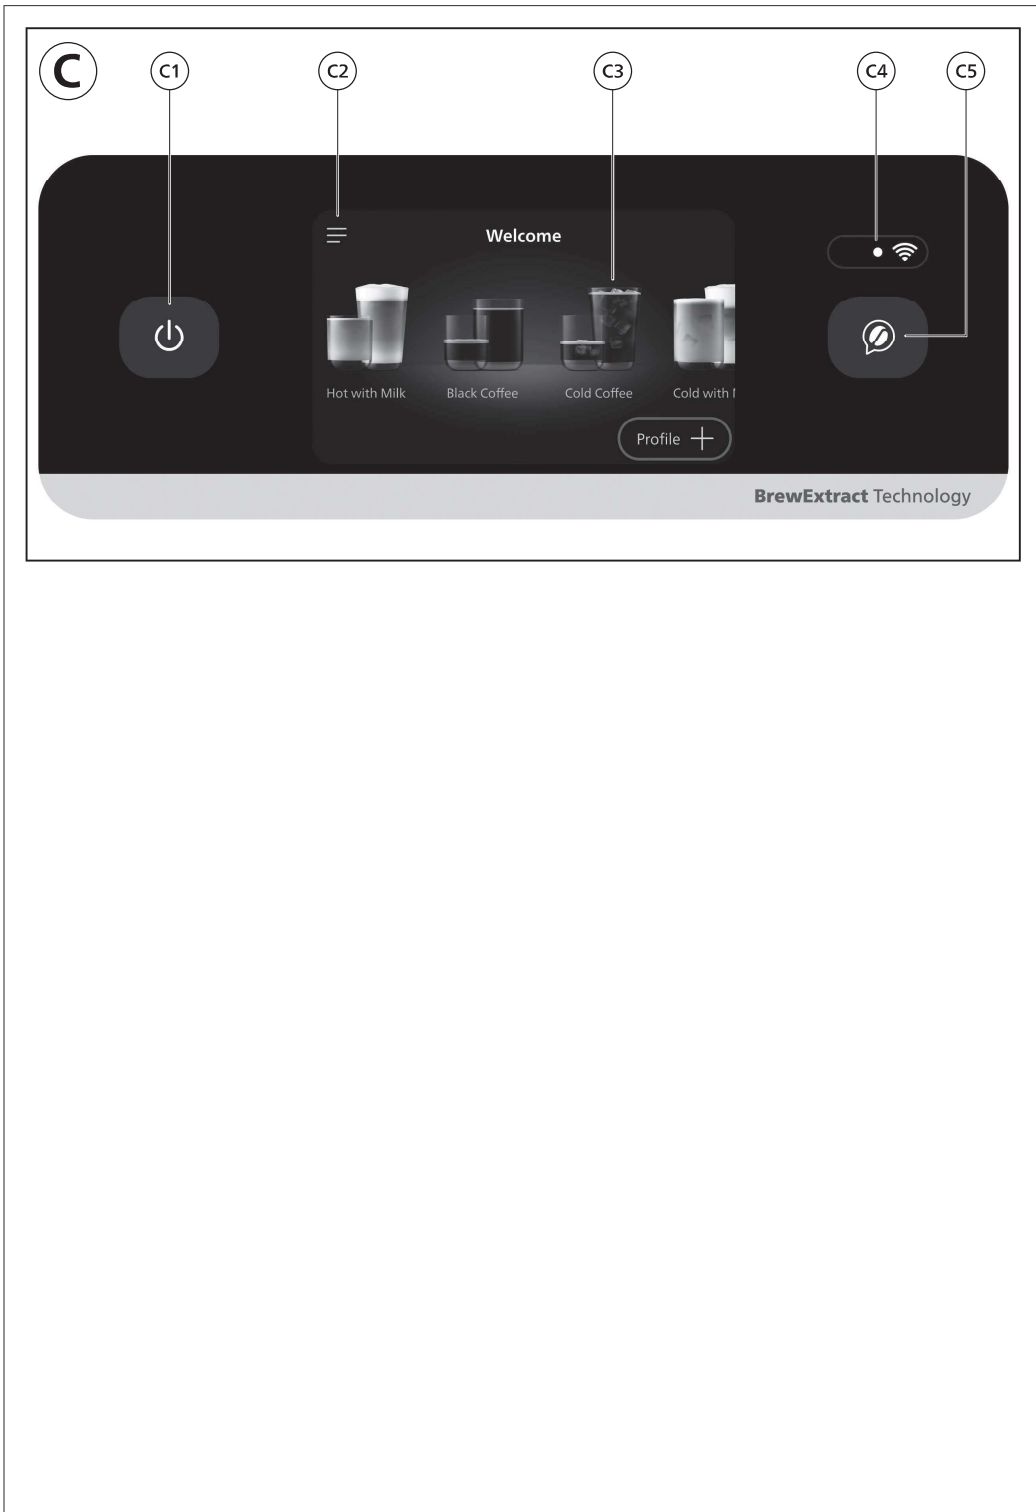 C
C1 C2 C3 C4 C5
Welcome
Hot with Milk Black Coffee Cold Coffee Cold with
Profile
BrewExtract Technology